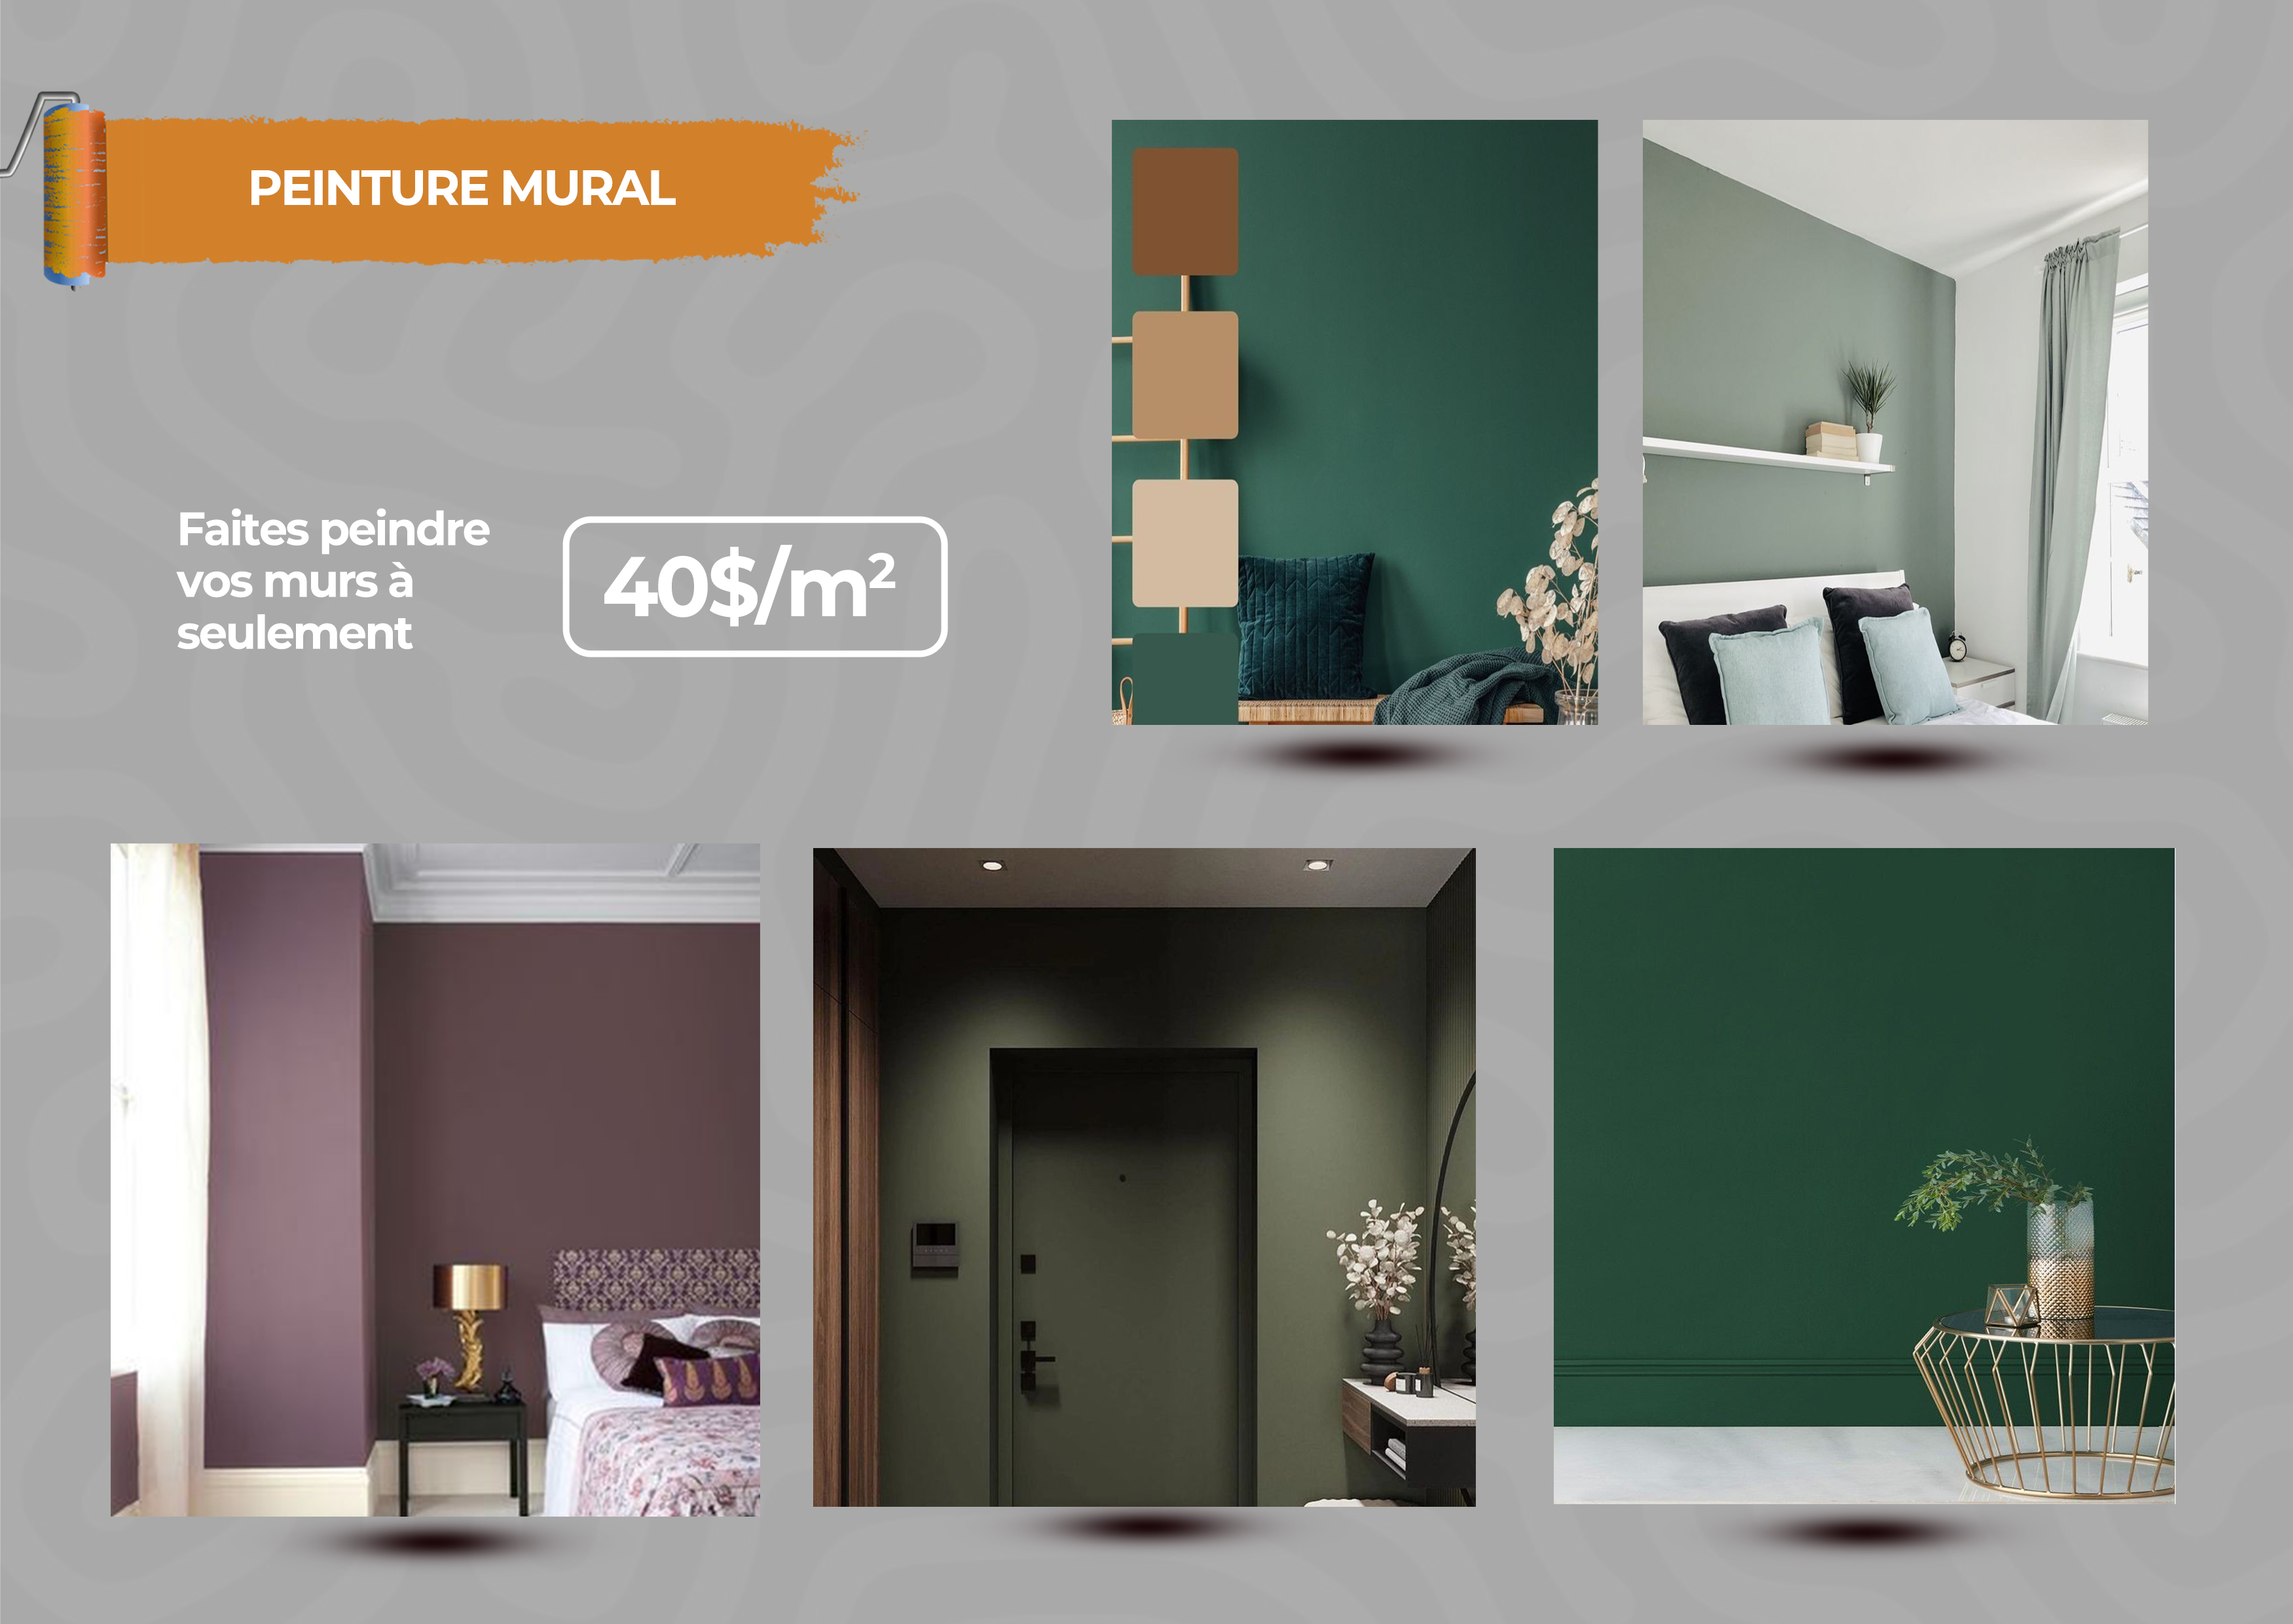 PEINTURE MURAL
Faites peindre
vos murs à
seulement
40$/m²